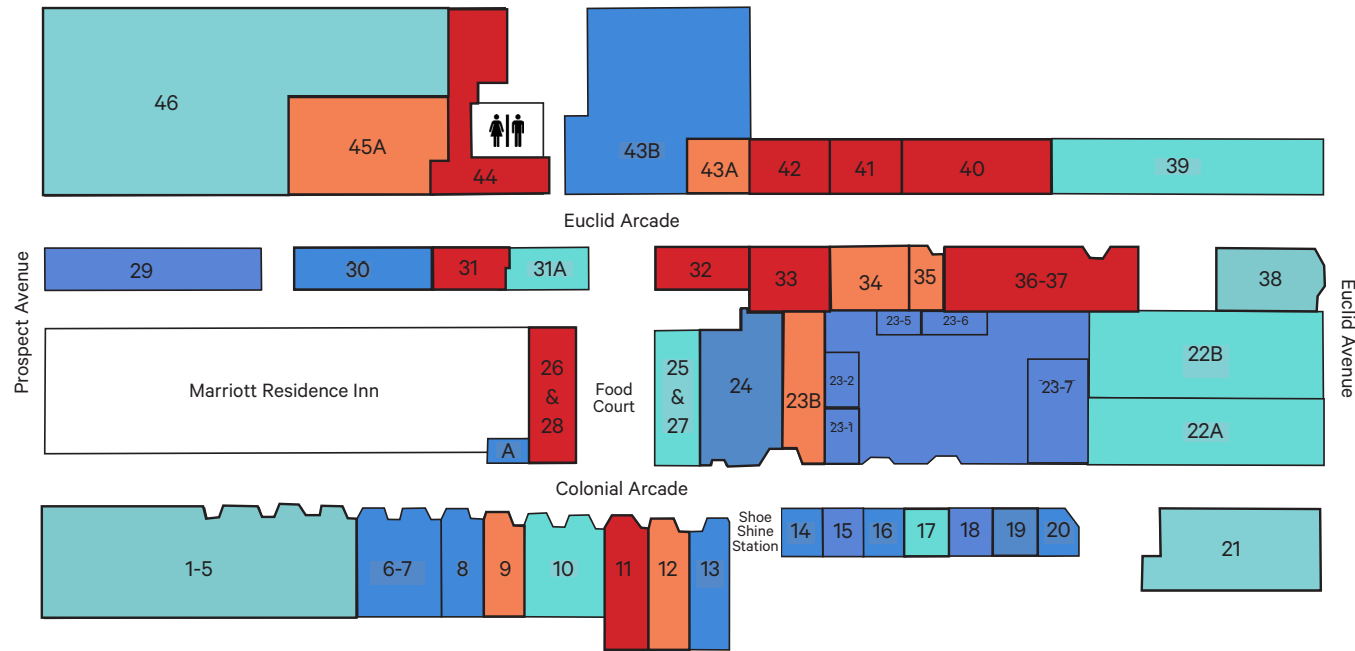 46
45A
44
43B
43A
42
41
40
39
Euclid Arcade
Prospect Avenue
29
30
31
31A
32
33
34
35
36-37
38
Euclid Avenue
Marriott Residence Inn
26
&
28
A
Food
Court
25
&
27
24
23B
23-5
23-6
23-2
23-1
23-7
22B
22A
Colonial Arcade
1-5
6-7
8
9
10
11
12
13
Shoe
Shine
Station
14
15
16
17
18
19
20
21